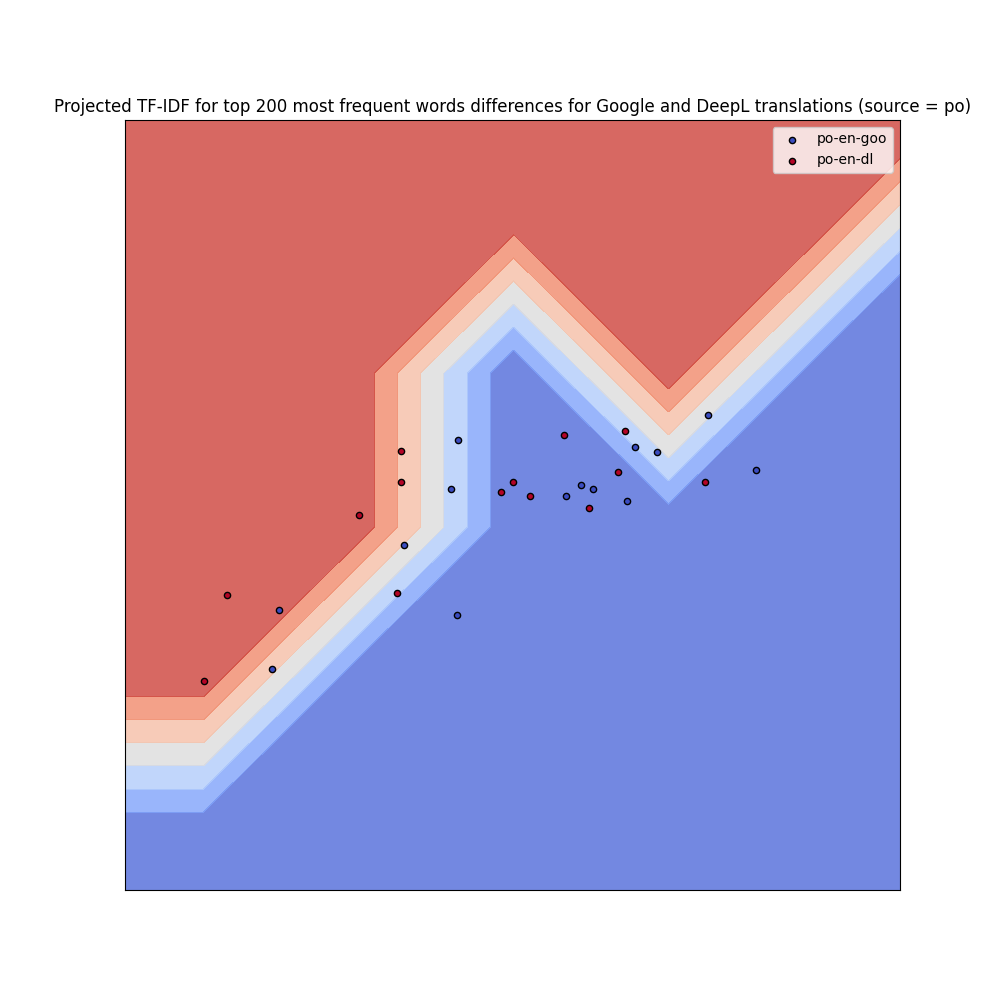 Projected TF-IDF for top 200 most frequent words differences for Google and DeepL translations (source = po)
po-en-goo
po-en-dl